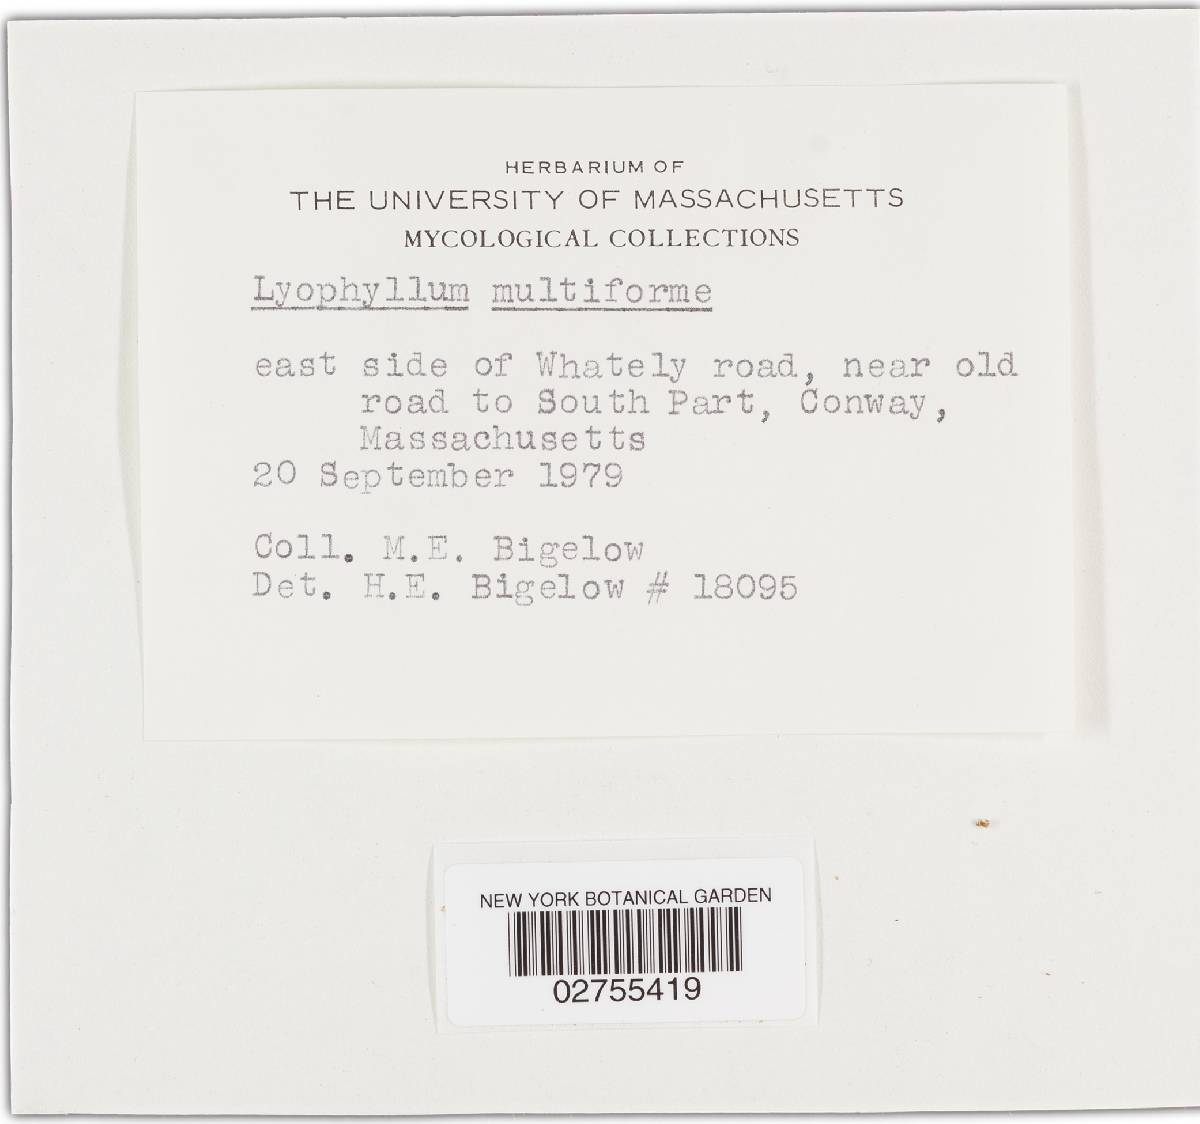 HERBARIUM OF
THE UNIVERSITY OF MASSACHUSETTS
MYCOLOGICAL COLLECTIONS
Lyophyllum multiforme
east side of Whately road, near old
road to South Part, Conway,
Massachusetts
20 September 1979
Coll. M.E. Bigelow
Det. H.E. Bigelow # 18095
NEW YORK BOTANICAL GARDEN
02755419